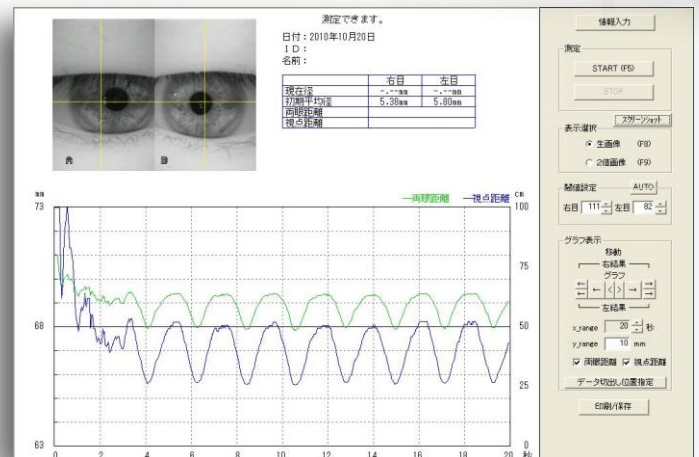 測定できます。
日付：2010年10月20日
ID：
名前：
右目 左目
現在径 -.--mm -.--mm
初期平均径 5.38mm 5.80mm
両眼距離
視点距離
mm
—両眼距離 —視点距離
cm
73
68
63
100
75
50
25
0
0 2 4 6 8 10 12 14 16 18 20 秒
情報入力
測定
START (F5)
STOP
スクリーンショット
表示選択
生画像 (F8)
2値画像 (F9)
閾値設定 AUTO
右目 111 左目 82
グラフ表示
移動
右結果
グラフ
← ← <> → →
左結果
x_range 20 秒
y_range 10 mm
両眼距離 視点距離
データ切出し位置指定
印刷/保存